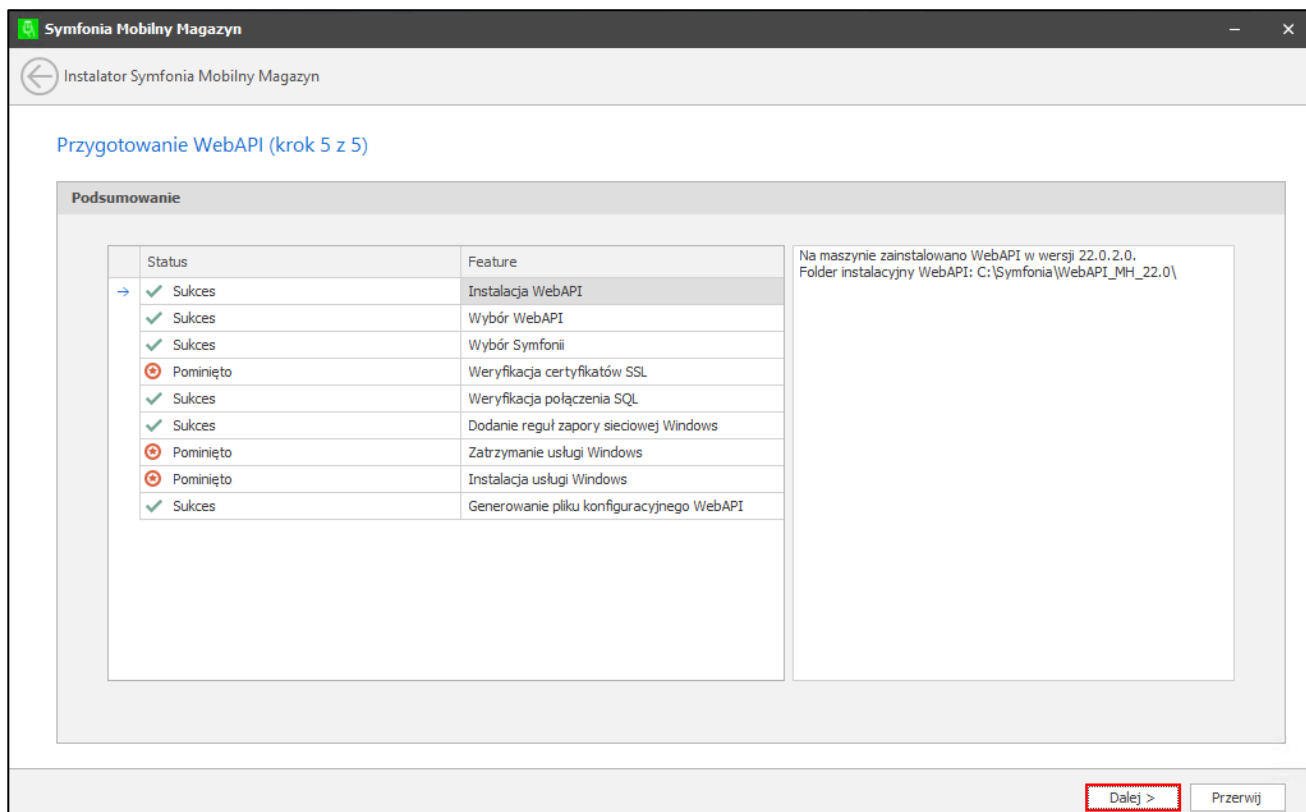 Symfonia Mobilny Magazyn
Instalator Symfonia Mobilny Magazyn
Przygotowanie WebAPI (krok 5 z 5)
Podsumowanie
Status Feature
Sukces Instalacja WebAPI
Sukces Wybór WebAPI
Sukces Wybór Symfonii
Pominięto Weryfikacja certyfikatów SSL
Sukces Weryfikacja połączenia SQL
Sukces Dodanie reguł zapory sieciowej Windows
Pominięto Zatrzymanie usługi Windows
Pominięto Instalacja usługi Windows
Sukces Generowanie pliku konfiguracyjnego WebAPI
Na maszynie zainstalowano WebAPI w wersji 22.0.2.0.
Folder instalacyjny WebAPI: C:\Symfonia\WebAPI_MH_22.0\
Dalej > Przerwij